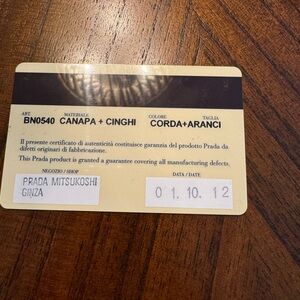 ART. MATERIALE COLORE TAGLIA
BN0540 CANAPA + CINGHI CORDA+ARANCI
Il presente certificato di autenticità costituisce garanzia del prodotto Prada da
difetti originari di fabbricazione.
This Prada product is granted a guarantee covering all manufacturing defects.
NEGOZIO / SHOP DATA / DATE
PRADA MITSUKOSHI
GINZA
01.10.12